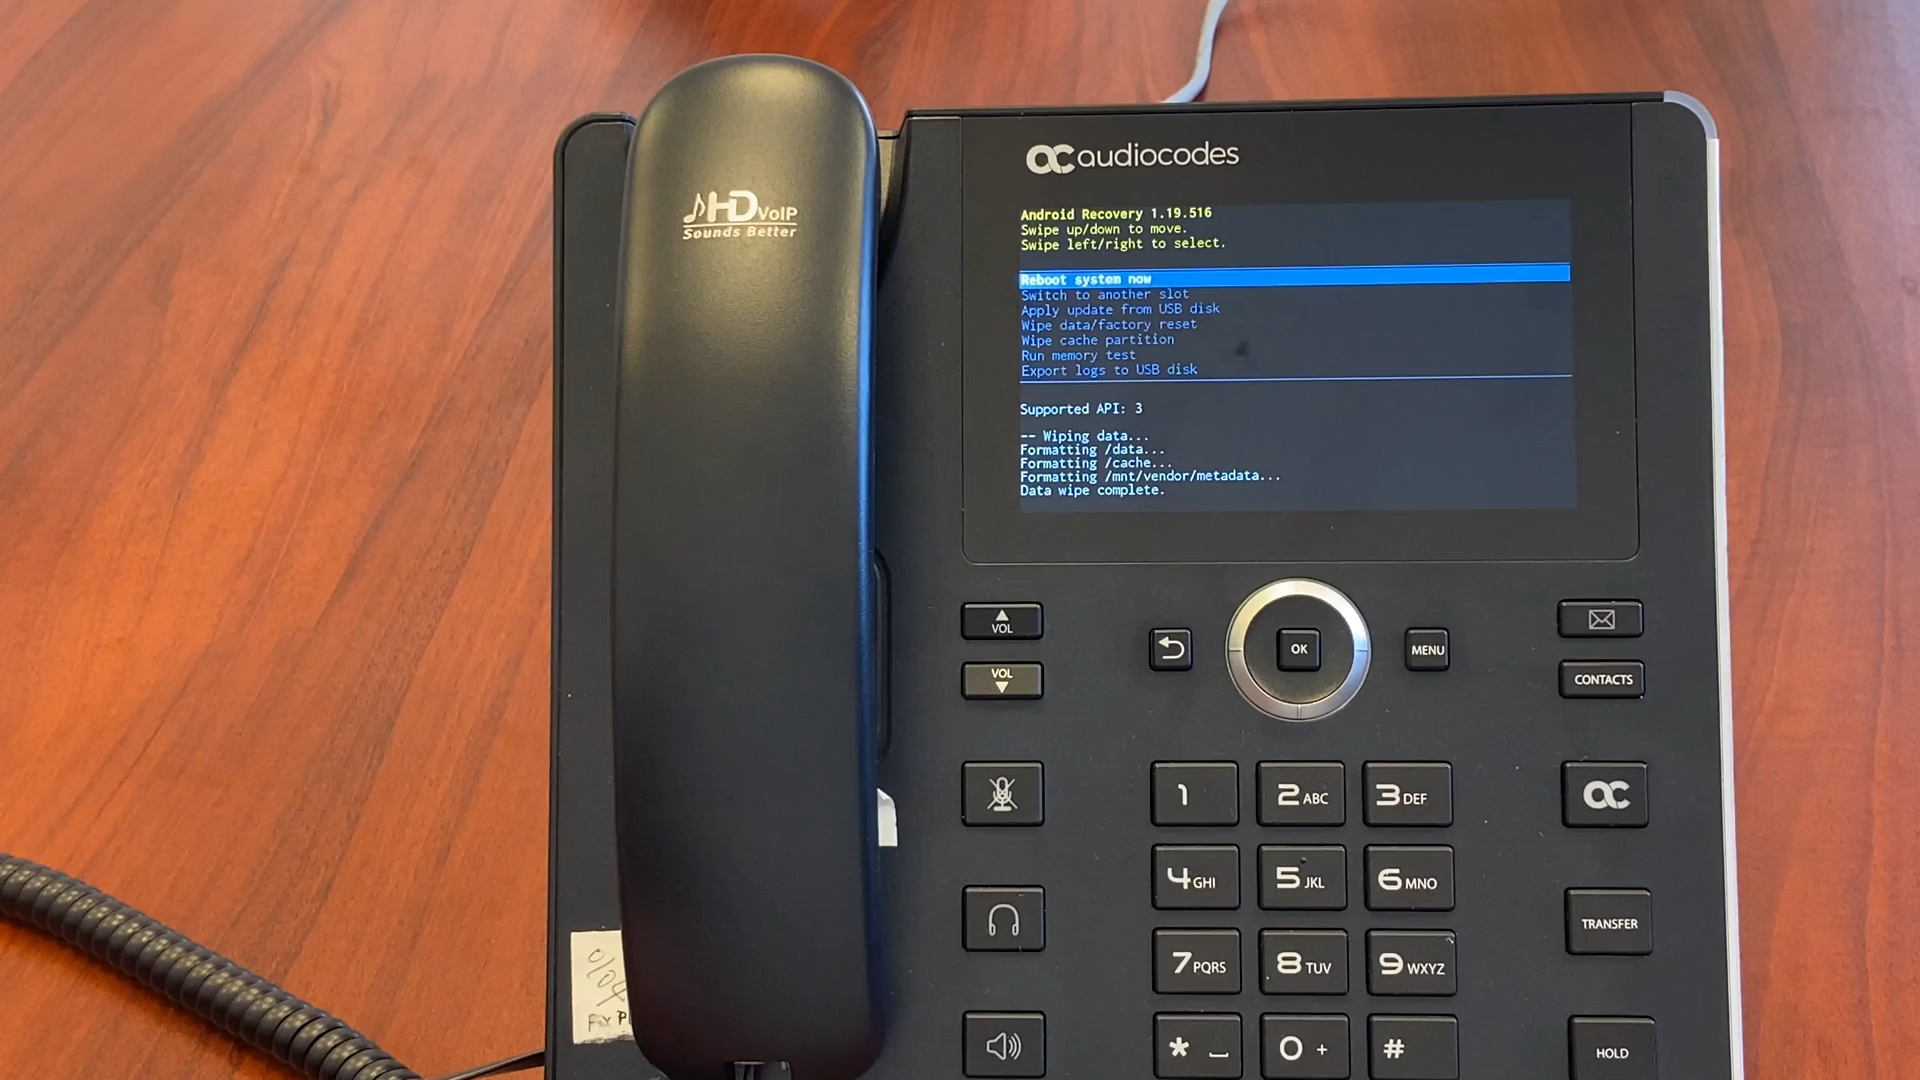 HD VoIP
Sounds Better
audiocodes
Android Recovery 1.19.516
Swipe up/down to move.
Swipe left/right to select.
Reboot system now
Switch to another slot
Apply update from USB disk
Wipe data/factory reset
Wipe cache partition
Run memory test
Export logs to USB disk
Supported API: 3
-- Wiping data...
Formatting /data...
Formatting /cache...
Formatting /mnt/vendor/metadata...
Data wipe complete.
VOL
VOL
OK
MENU
CONTACTS
1
2 ABC
3 DEF
4 GHI
5 JKL
6 MNO
TRANSFER
7 PQRS
8 TUV
9 WXYZ
* ⎵
0 +
#
HOLD